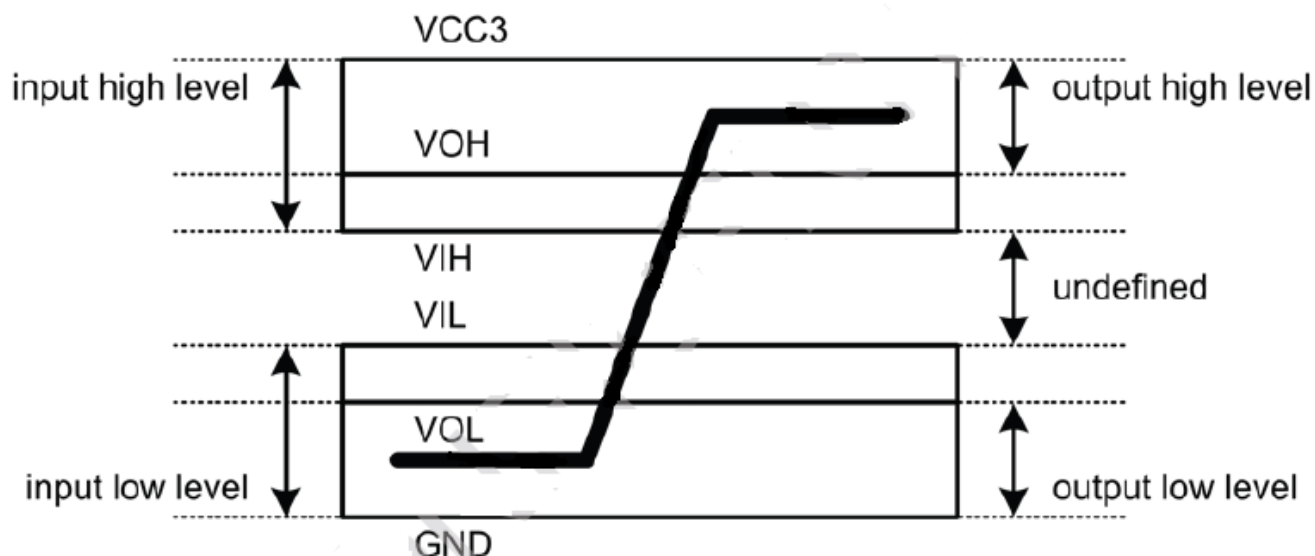 VCC3
input high level
output high level
VOH
VIH
undefined
VIL
VOL
input low level
output low level
GND